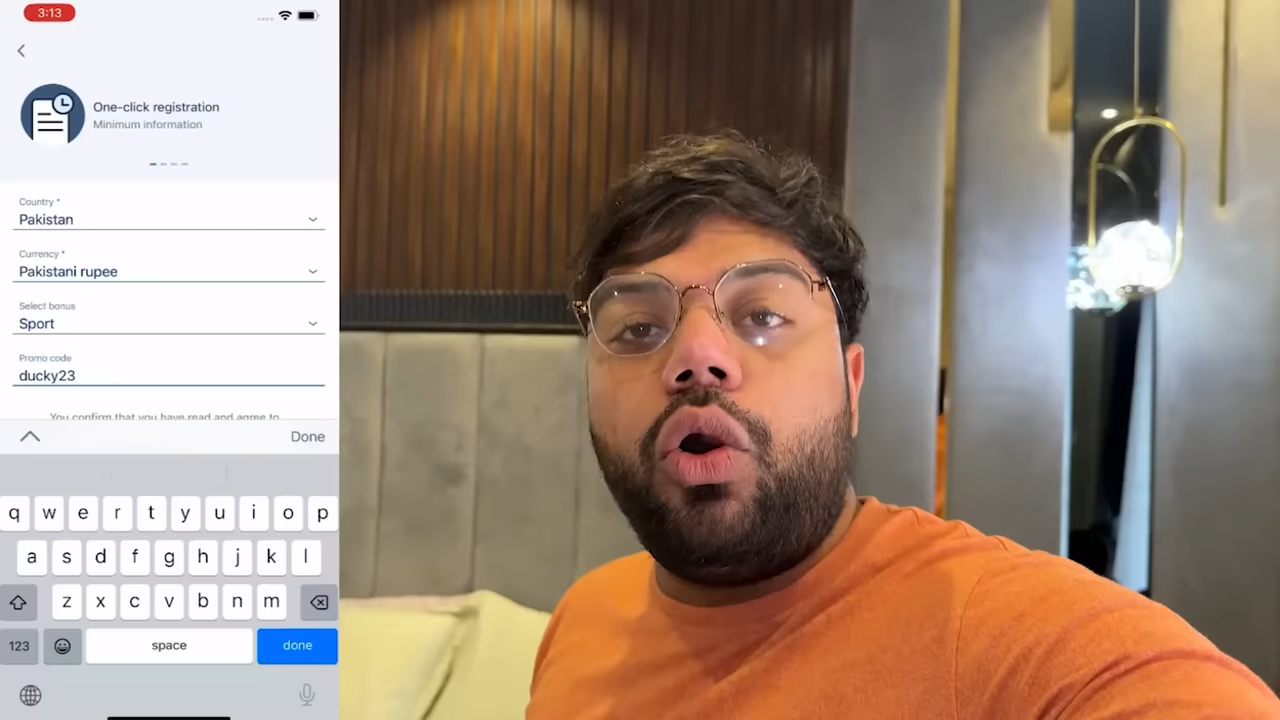 3:13
One-click registration
Minimum information
Country *
Pakistan
Currency *
Pakistani rupee
Select bonus
Sport
Promo code
ducky23
You confirm that you have read and agree to
Done
q w e r t y u i o p
a s d f g h j k l
z x c v b n m
123 space done